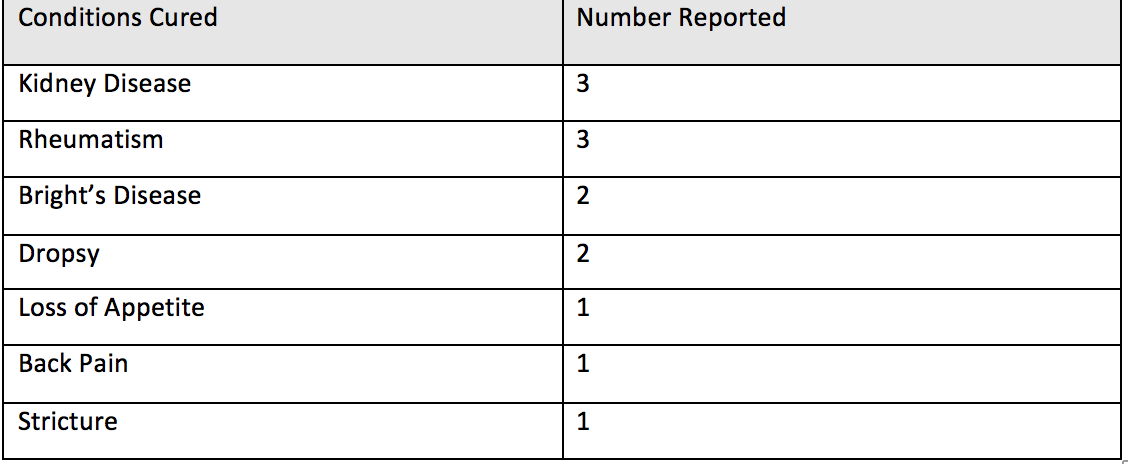 Conditions Cured Number Reported
Kidney Disease 3
Rheumatism 3
Bright’s Disease 2
Dropsy 2
Loss of Appetite 1
Back Pain 1
Stricture 1